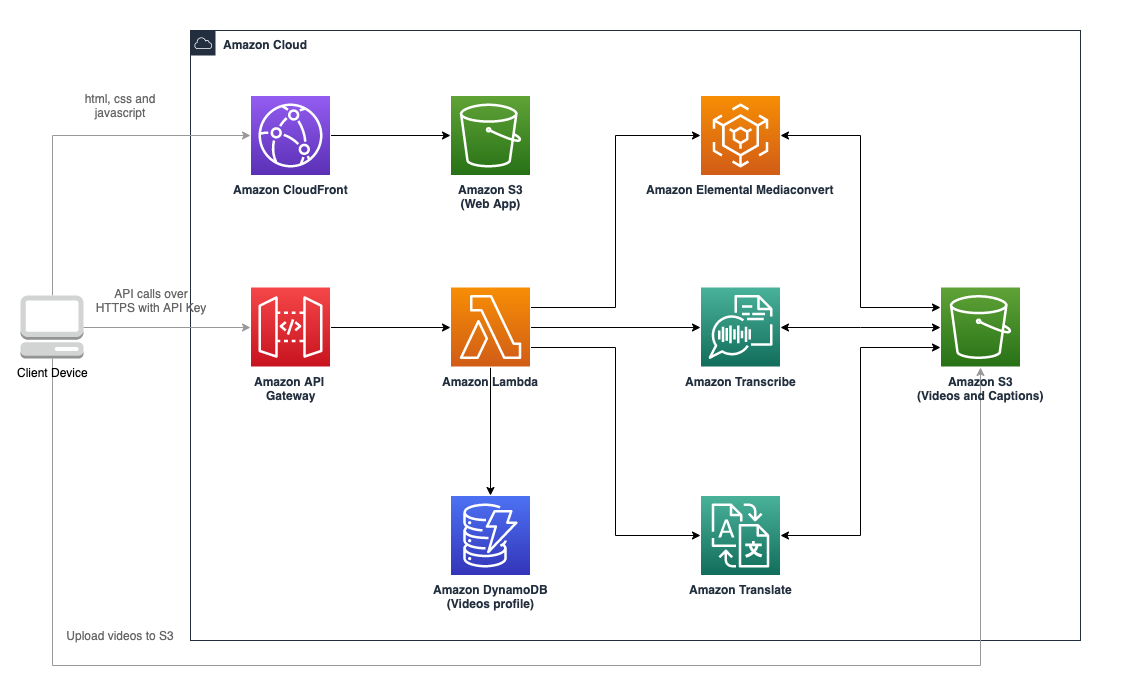 Amazon Cloud
html, css and
javascript
Amazon CloudFront
Amazon S3
(Web App)
Amazon Elemental Mediaconvert
API calls over
HTTPS with API Key
Client Device
Amazon API
Gateway
Amazon Lambda
Amazon Transcribe
Amazon S3
(Videos and Captions)
A
文
Amazon DynamoDB
(Videos profile)
Amazon Translate
Upload videos to S3